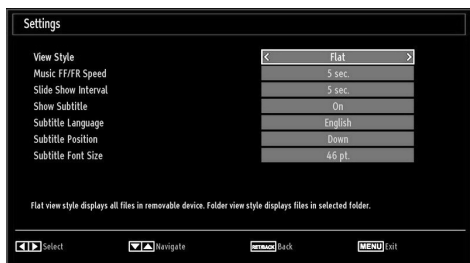 Settings
View Style < Flat >
Music FF/FR Speed 5 sec.
Slide Show Interval 5 sec.
Show Subtitle On
Subtitle Language English
Subtitle Position Down
Subtitle Font Size 46 pt.
Flat view style displays all files in removable device. Folder view style displays files in selected folder.
Select Navigate RET/BACK Back MENU Exit